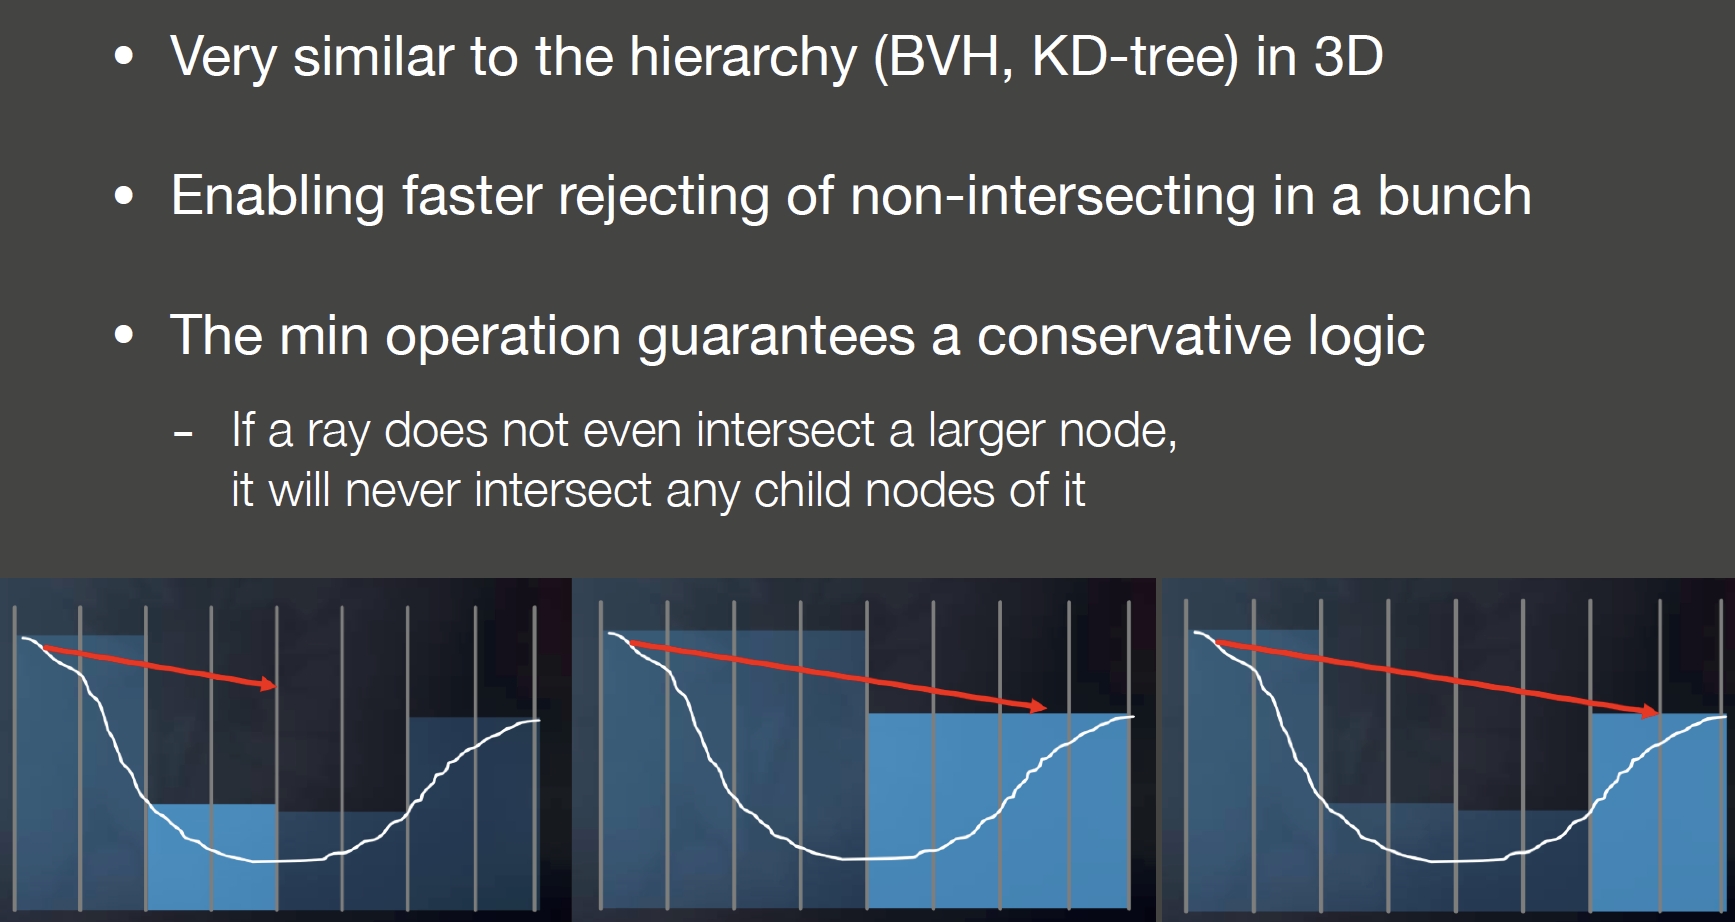 • Very similar to the hierarchy (BVH, KD-tree) in 3D
• Enabling faster rejecting of non-intersecting in a bunch
• The min operation guarantees a conservative logic
- If a ray does not even intersect a larger node,
it will never intersect any child nodes of it